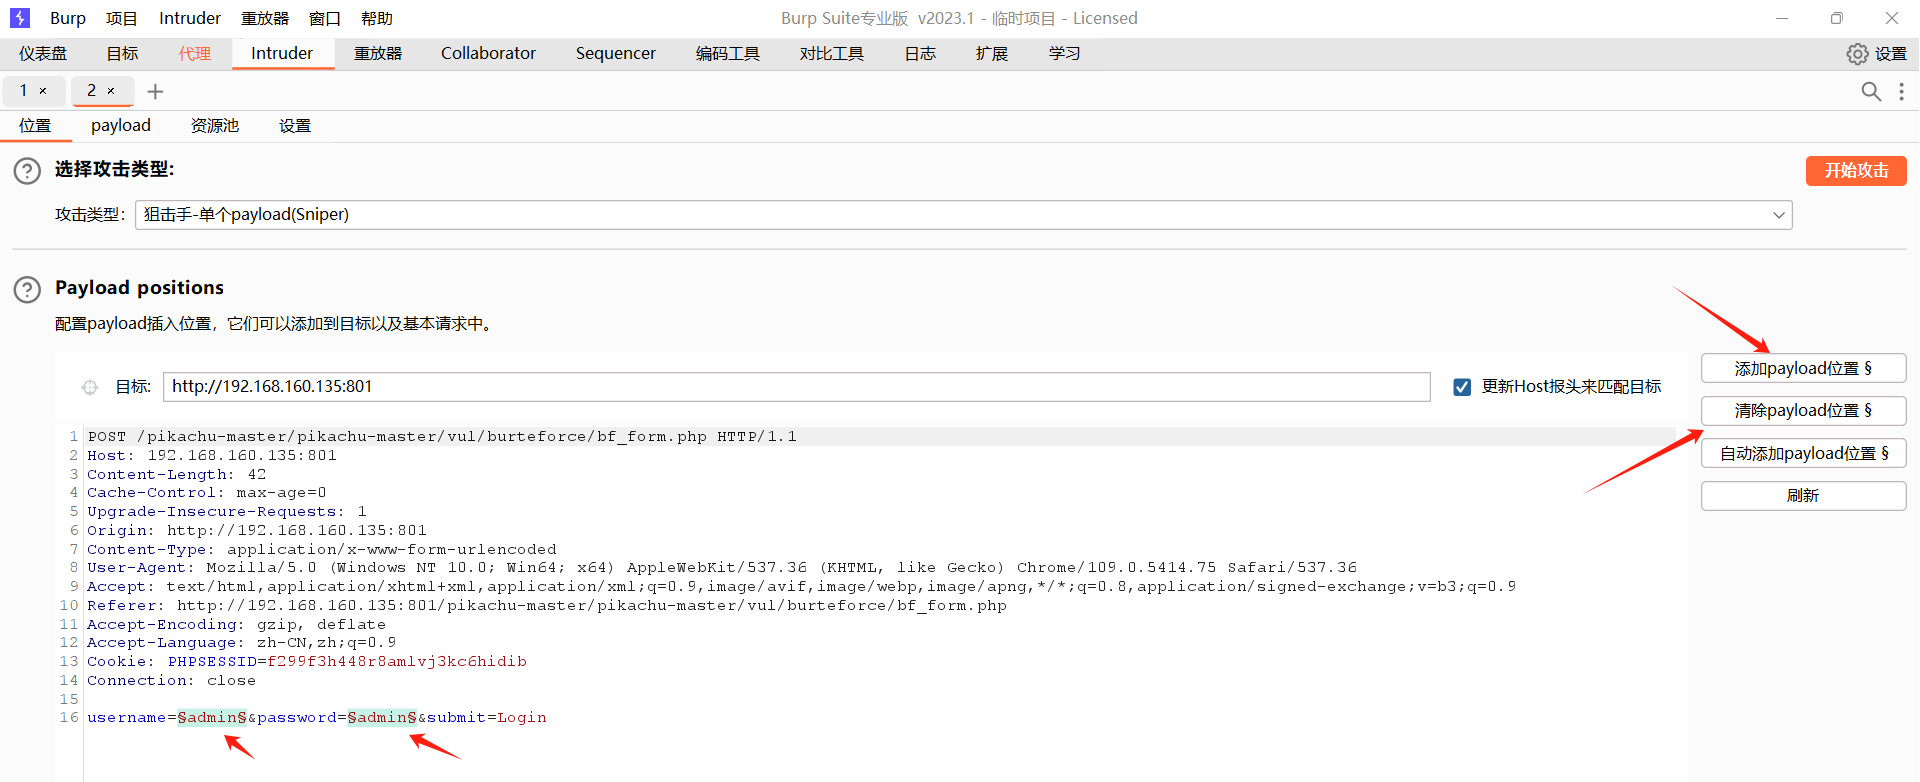 Burp 项目 Intruder 重放器 窗口 帮助 Burp Suite专业版 v2023.1 - 临时项目 - Licensed
仪表盘 目标 代理 Intruder 重放器 Collaborator Sequencer 编码工具 对比工具 日志 扩展 学习 设置
1 × 2 × +
位置 payload 资源池 设置
? 选择攻击类型: 开始攻击
攻击类型: 狙击手-单个payload(Sniper)
? Payload positions
配置payload插入位置，它们可以添加到目标以及基本请求中。
添加payload位置 §
目标: http://192.168.160.135:801 更新Host报头来匹配目标
清除payload位置 §
自动添加payload位置 §
刷新
1 POST /pikachu-master/pikachu-master/vul/burteforce/bf_form.php HTTP/1.1
2 Host: 192.168.160.135:801
3 Content-Length: 42
4 Cache-Control: max-age=0
5 Upgrade-Insecure-Requests: 1
6 Origin: http://192.168.160.135:801
7 Content-Type: application/x-www-form-urlencoded
8 User-Agent: Mozilla/5.0 (Windows NT 10.0; Win64; x64) AppleWebKit/537.36 (KHTML, like Gecko) Chrome/109.0.5414.75 Safari/537.36
9 Accept: text/html,application/xhtml+xml,application/xml;q=0.9,image/avif,image/webp,image/apng,*/*;q=0.8,application/signed-exchange;v=b3;q=0.9
10 Referer: http://192.168.160.135:801/pikachu-master/pikachu-master/vul/burteforce/bf_form.php
11 Accept-Encoding: gzip, deflate
12 Accept-Language: zh-CN,zh;q=0.9
13 Cookie: PHPSESSID=f299f3h448r8amlvj3kc6hidib
14 Connection: close
15
16 username=§admin§&password=§admin§&submit=Login